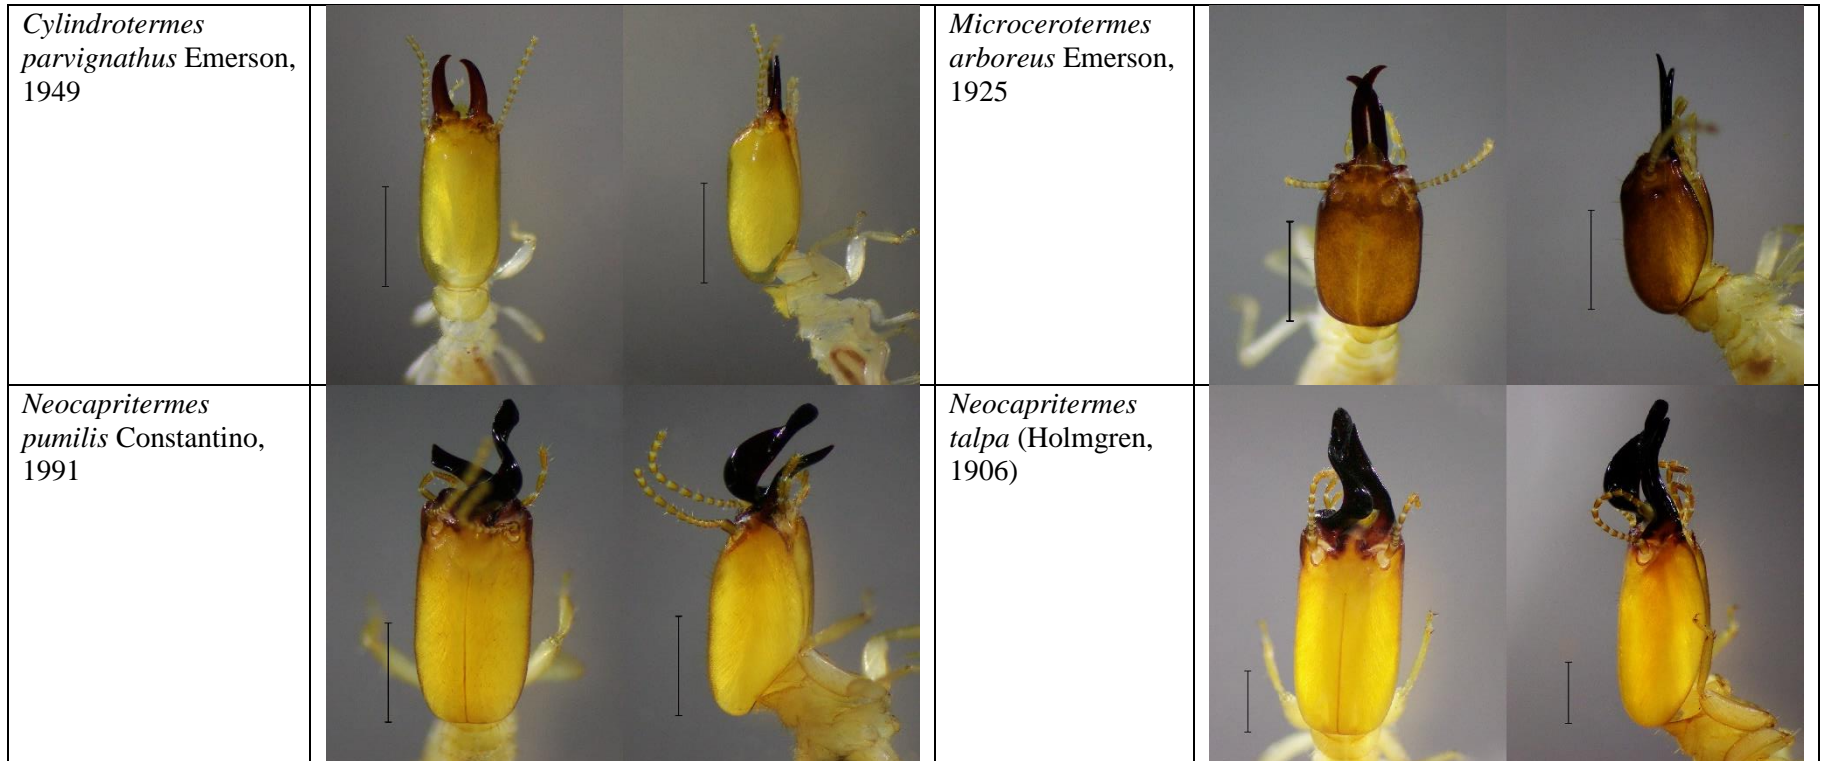 Cylindrotermes
parvignathus Emerson,
1949
Microcerotermes
arboreus Emerson,
1925
Neocapritermes
pumilis Constantino,
1991
Neocapritermes
talpa (Holmgren,
1906)